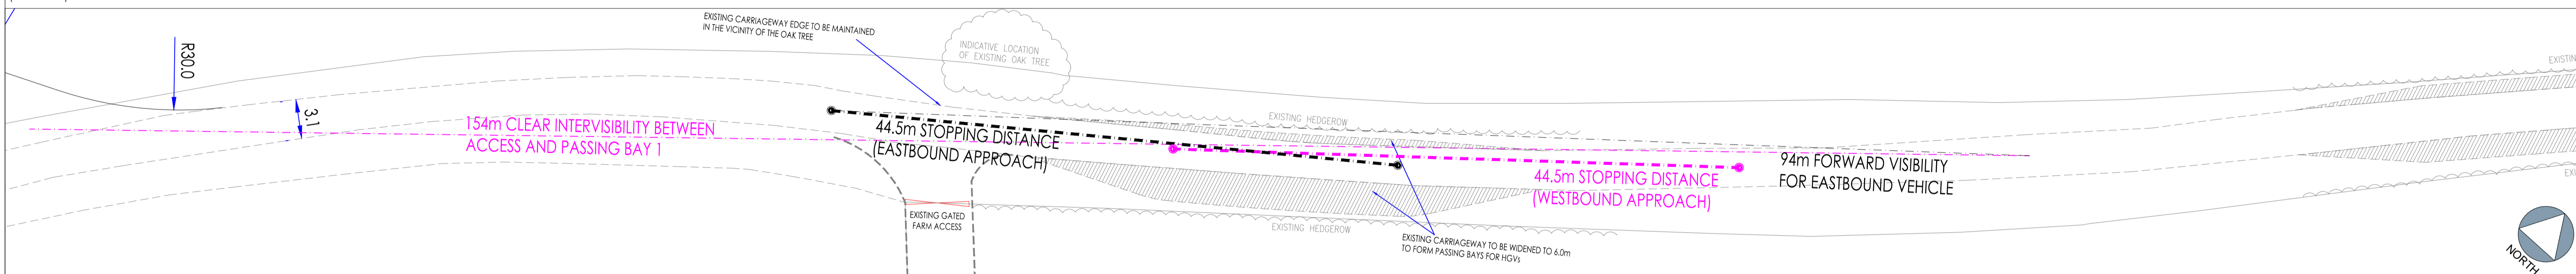 EXISTING CARRIAGEWAY EDGE TO BE MAINTAINED
IN THE VICINITY OF THE OAK TREE
INDICATIVE LOCATION
OF EXISTING OAK TREE
R30.0
3.1
154m CLEAR INTERVISIBILITY BETWEEN
ACCESS AND PASSING BAY 1
44.5m STOPPING DISTANCE
(EASTBOUND APPROACH)
EXISTING HEDGEROW
44.5m STOPPING DISTANCE
(WESTBOUND APPROACH)
94m FORWARD VISIBILITY
FOR EASTBOUND VEHICLE
EXISTING GATED
FARM ACCESS
EXISTING HEDGEROW
EXISTING CARRIAGEWAY TO BE WIDENED TO 6.0m
TO FORM PASSING BAYS FOR HGVs
NORTH